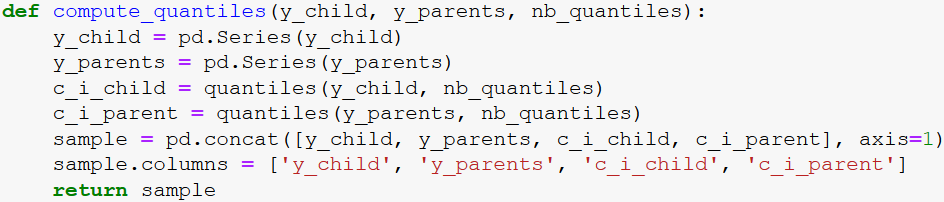 def compute_quantiles(y_child, y_parents, nb_quantiles):
    y_child = pd.Series(y_child)
    y_parents = pd.Series(y_parents)
    c_i_child = quantiles(y_child, nb_quantiles)
    c_i_parent = quantiles(y_parents, nb_quantiles)
    sample = pd.concat([y_child, y_parents, c_i_child, c_i_parent], axis=1)
    sample.columns = ['y_child', 'y_parents', 'c_i_child', 'c_i_parent']
    return sample